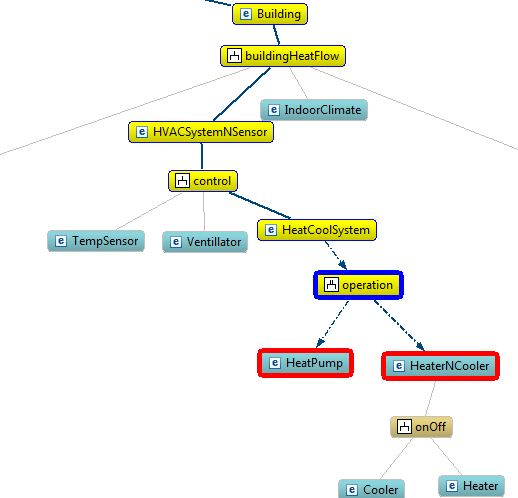 e Building
buildingHeatFlow
e IndoorClimate
e HVACSystemNSensor
control
e TempSensor
e Ventillator
e HeatCoolSystem
operation
e HeatPump
e HeaterNCooler
onOff
e Cooler
e Heater